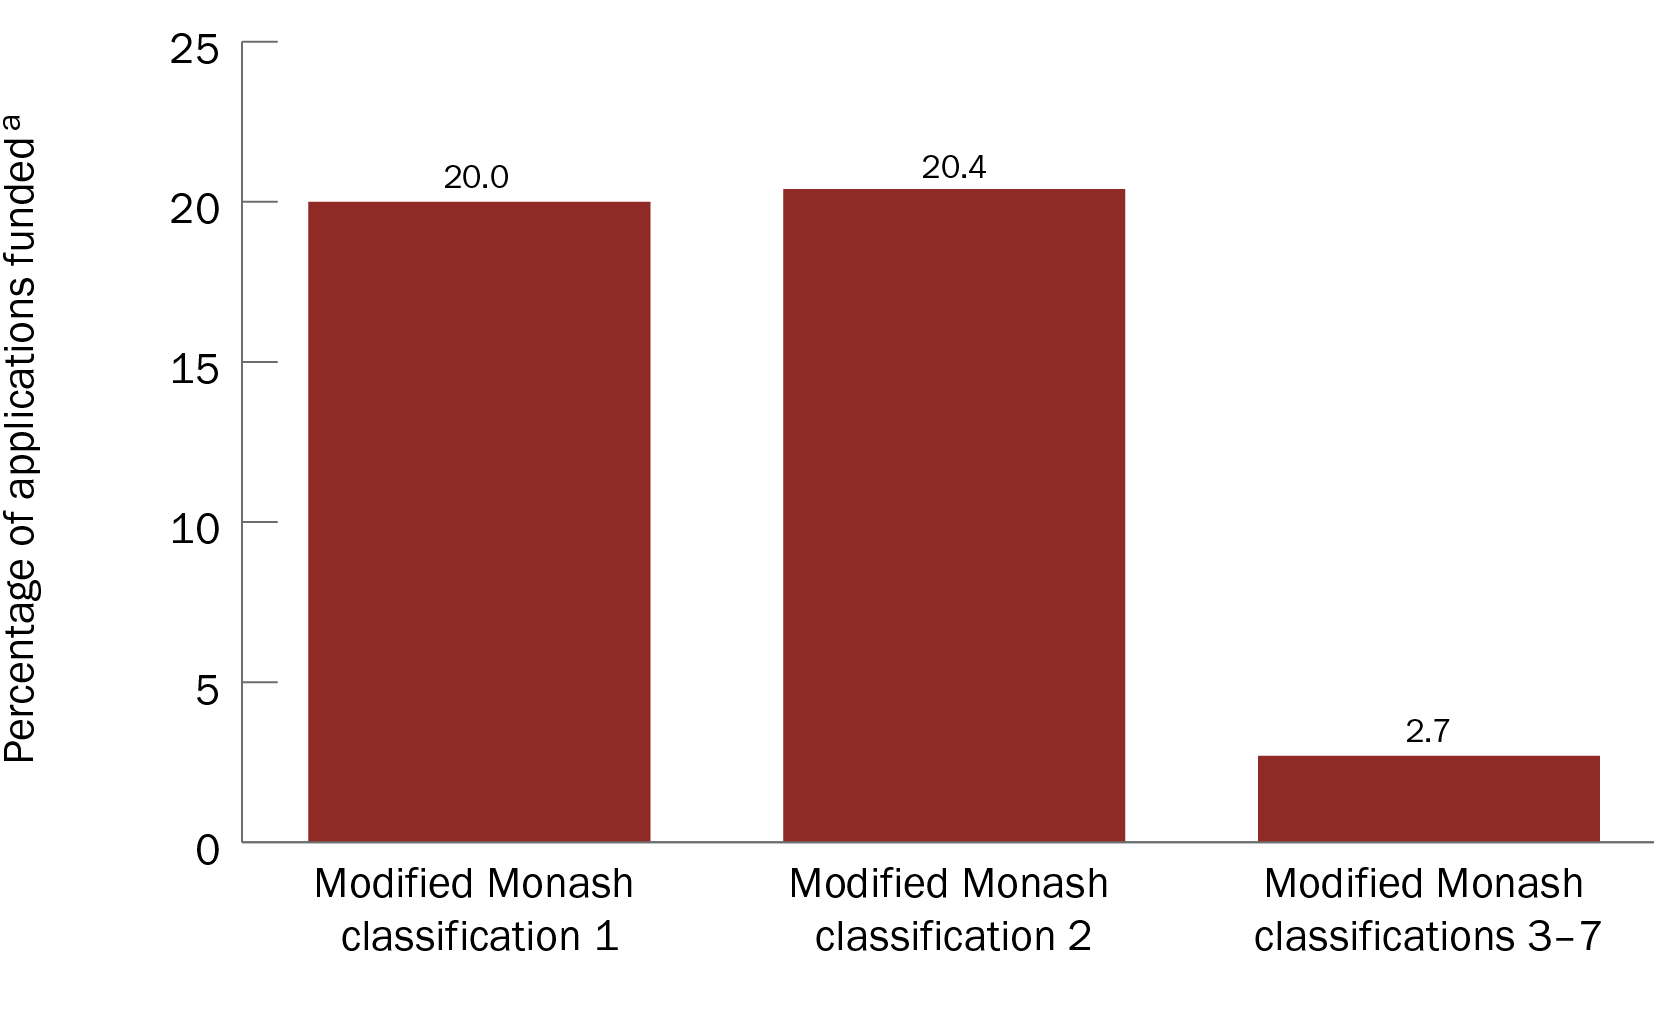 Percentage of applications funded a
25
20
15
10
5
0
20.0
20.4
2.7
Modified Monash
classification 1
Modified Monash
classification 2
Modified Monash
classifications 3–7